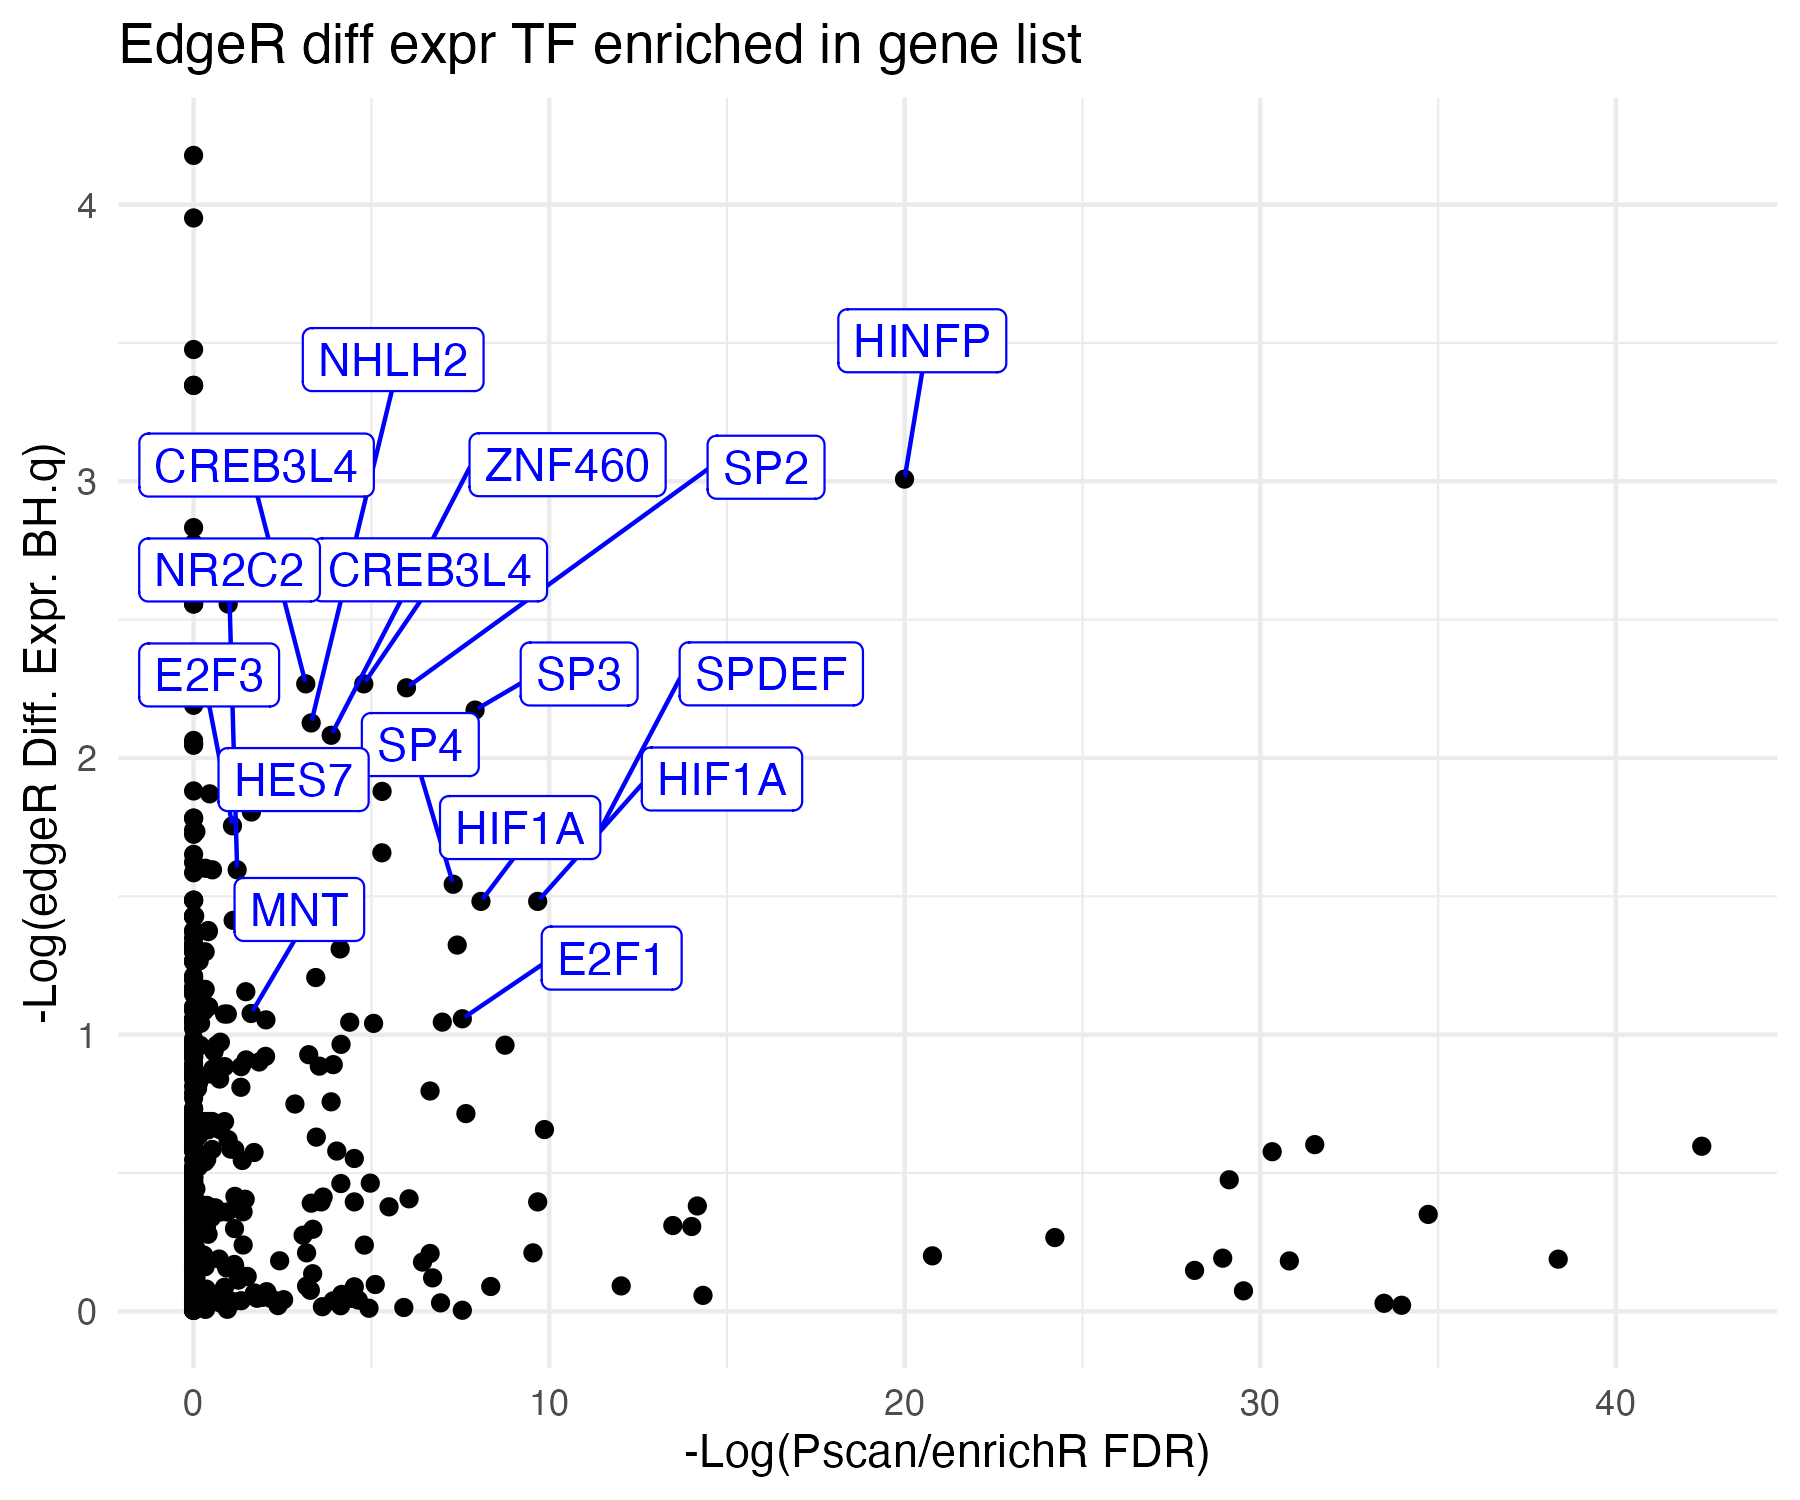 EdgeR diff expr TF enriched in gene list
-Log(edgeR Diff. Expr. BH.q)
4
3
2
1
0
HINFP
NHLH2
CREB3L4
ZNF460
SP2
NR2C2
CREB3L4
E2F3
SP3
SPDEF
SP4
HES7
HIF1A
HIF1A
MNT
E2F1
0
10
20
30
40
-Log(Pscan/enrichR FDR)